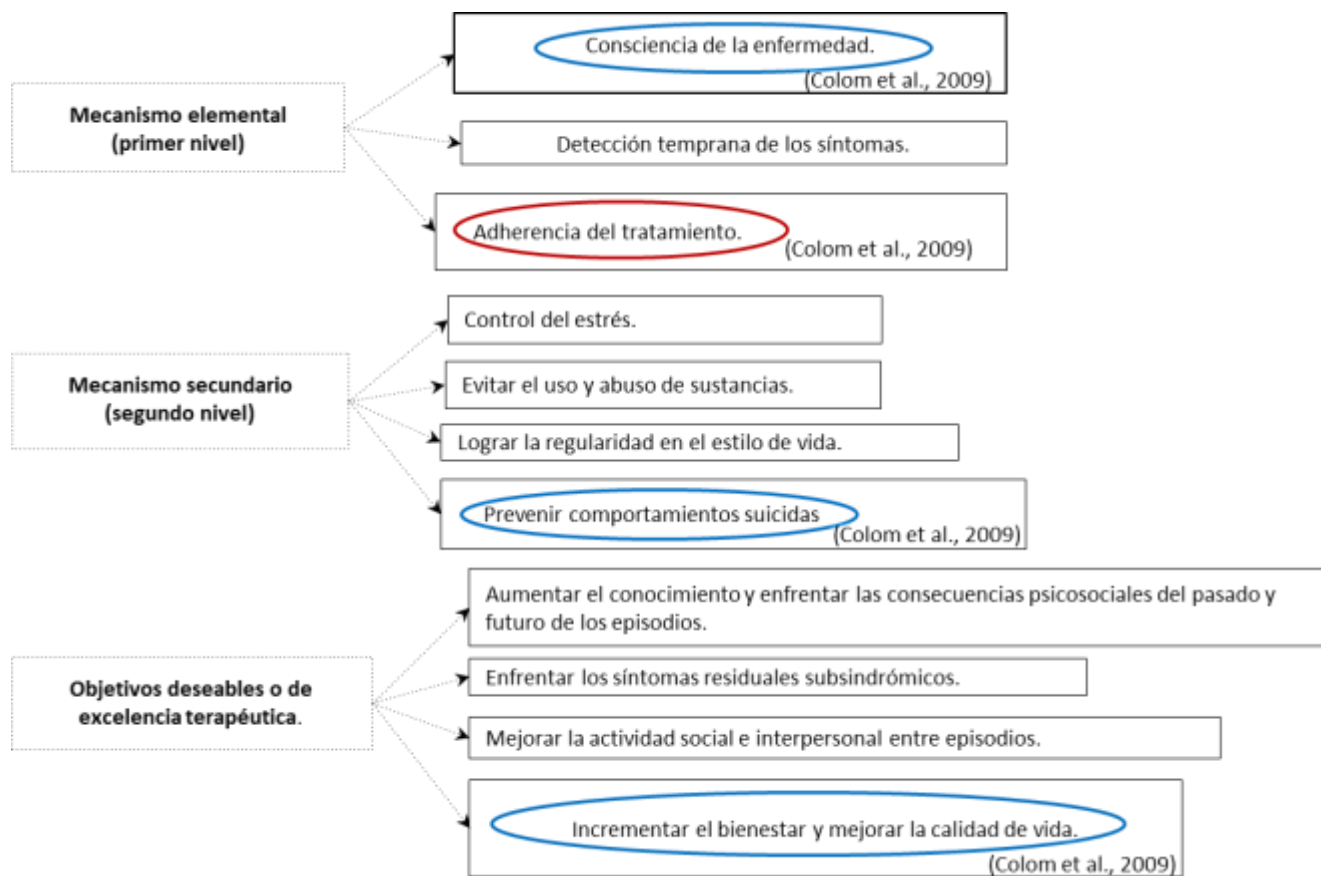 Consciencia de la enfermedad.
(Colom et al., 2009)
Mecanismo elemental
(primer nivel)
Detección temprana de los síntomas.
Adherencia del tratamiento.
(Colom et al., 2009)
Control del estrés.
Mecanismo secundario
(segundo nivel)
Evitar el uso y abuso de sustancias.
Lograr la regularidad en el estilo de vida.
Prevenir comportamientos suicidas
(Colom et al., 2009)
Aumentar el conocimiento y enfrentar las consecuencias psicosociales del pasado y
futuro de los episodios.
Objetivos deseables o de
excelencia terapéutica.
Enfrentar los síntomas residuales subsindrómicos.
Mejorar la actividad social e interpersonal entre episodios.
Incrementar el bienestar y mejorar la calidad de vida.
(Colom et al., 2009)